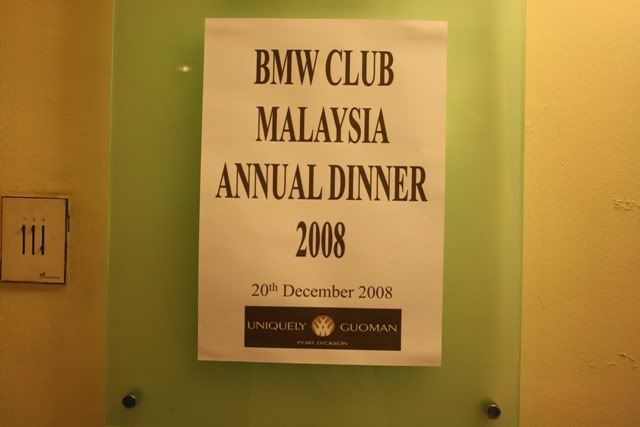 BMW CLUB
MALAYSIA
ANNUAL DINNER
2008
20th December 2008
UNIQUELY GUOMAN
PORT DICKSON